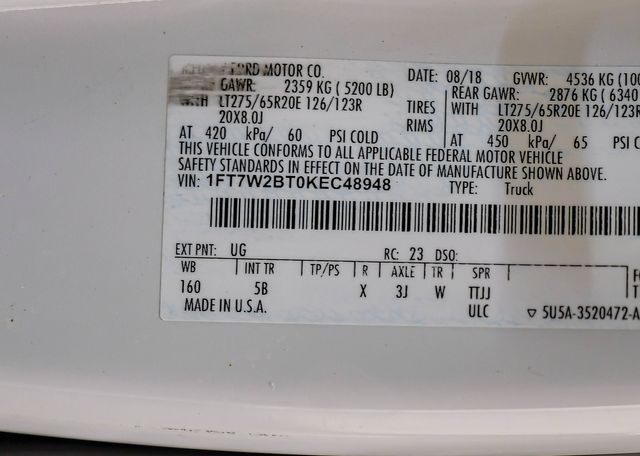 FORD MOTOR CO. DATE: 08/18 GVWR: 4536 KG (100
GAWR: 2359 KG ( 5200 LB) REAR GAWR: 2876 KG ( 6340
WITH LT275/65R20E 126/123R TIRES WITH LT275/65R20E 126/123R
20X8.0J RIMS 20X8.0J
AT 420 kPa/ 60 PSI COLD AT 450 kPa/ 65 PSI C
THIS VEHICLE CONFORMS TO ALL APPLICABLE FEDERAL MOTOR VEHICLE
SAFETY STANDARDS IN EFFECT ON THE DATE OF MANUFACTURE SHOWN ABOVE.
VIN: 1FT7W2BT0KEC48948 TYPE: Truck
EXT PNT: UG RC: 23 DSO:
WB INT TR TP/PS R AXLE TR SPR
160 5B X 3J W TTJJ
MADE IN U.S.A. ULC ▽ 5U5A-3520472-A